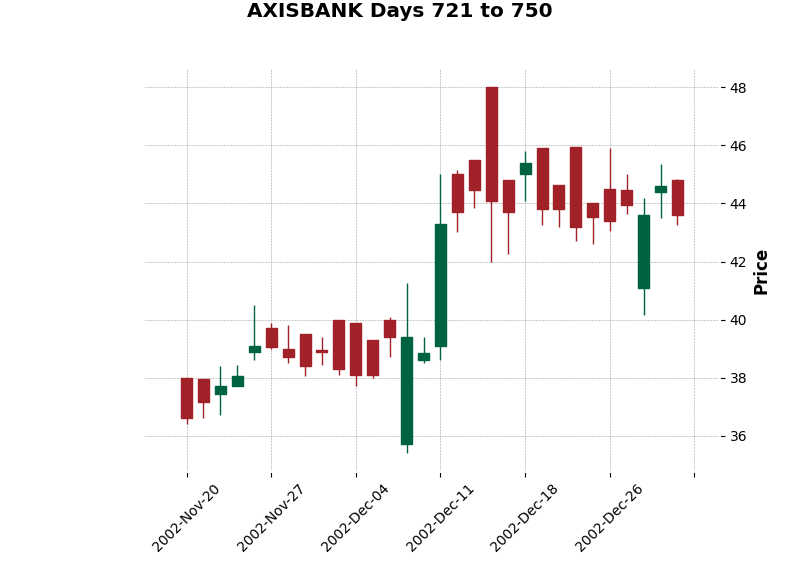 AXISBANK Days 721 to 750
48
46
44
42
40
38
36
Price
2002-Nov-20
2002-Nov-27
2002-Dec-04
2002-Dec-11
2002-Dec-18
2002-Dec-26